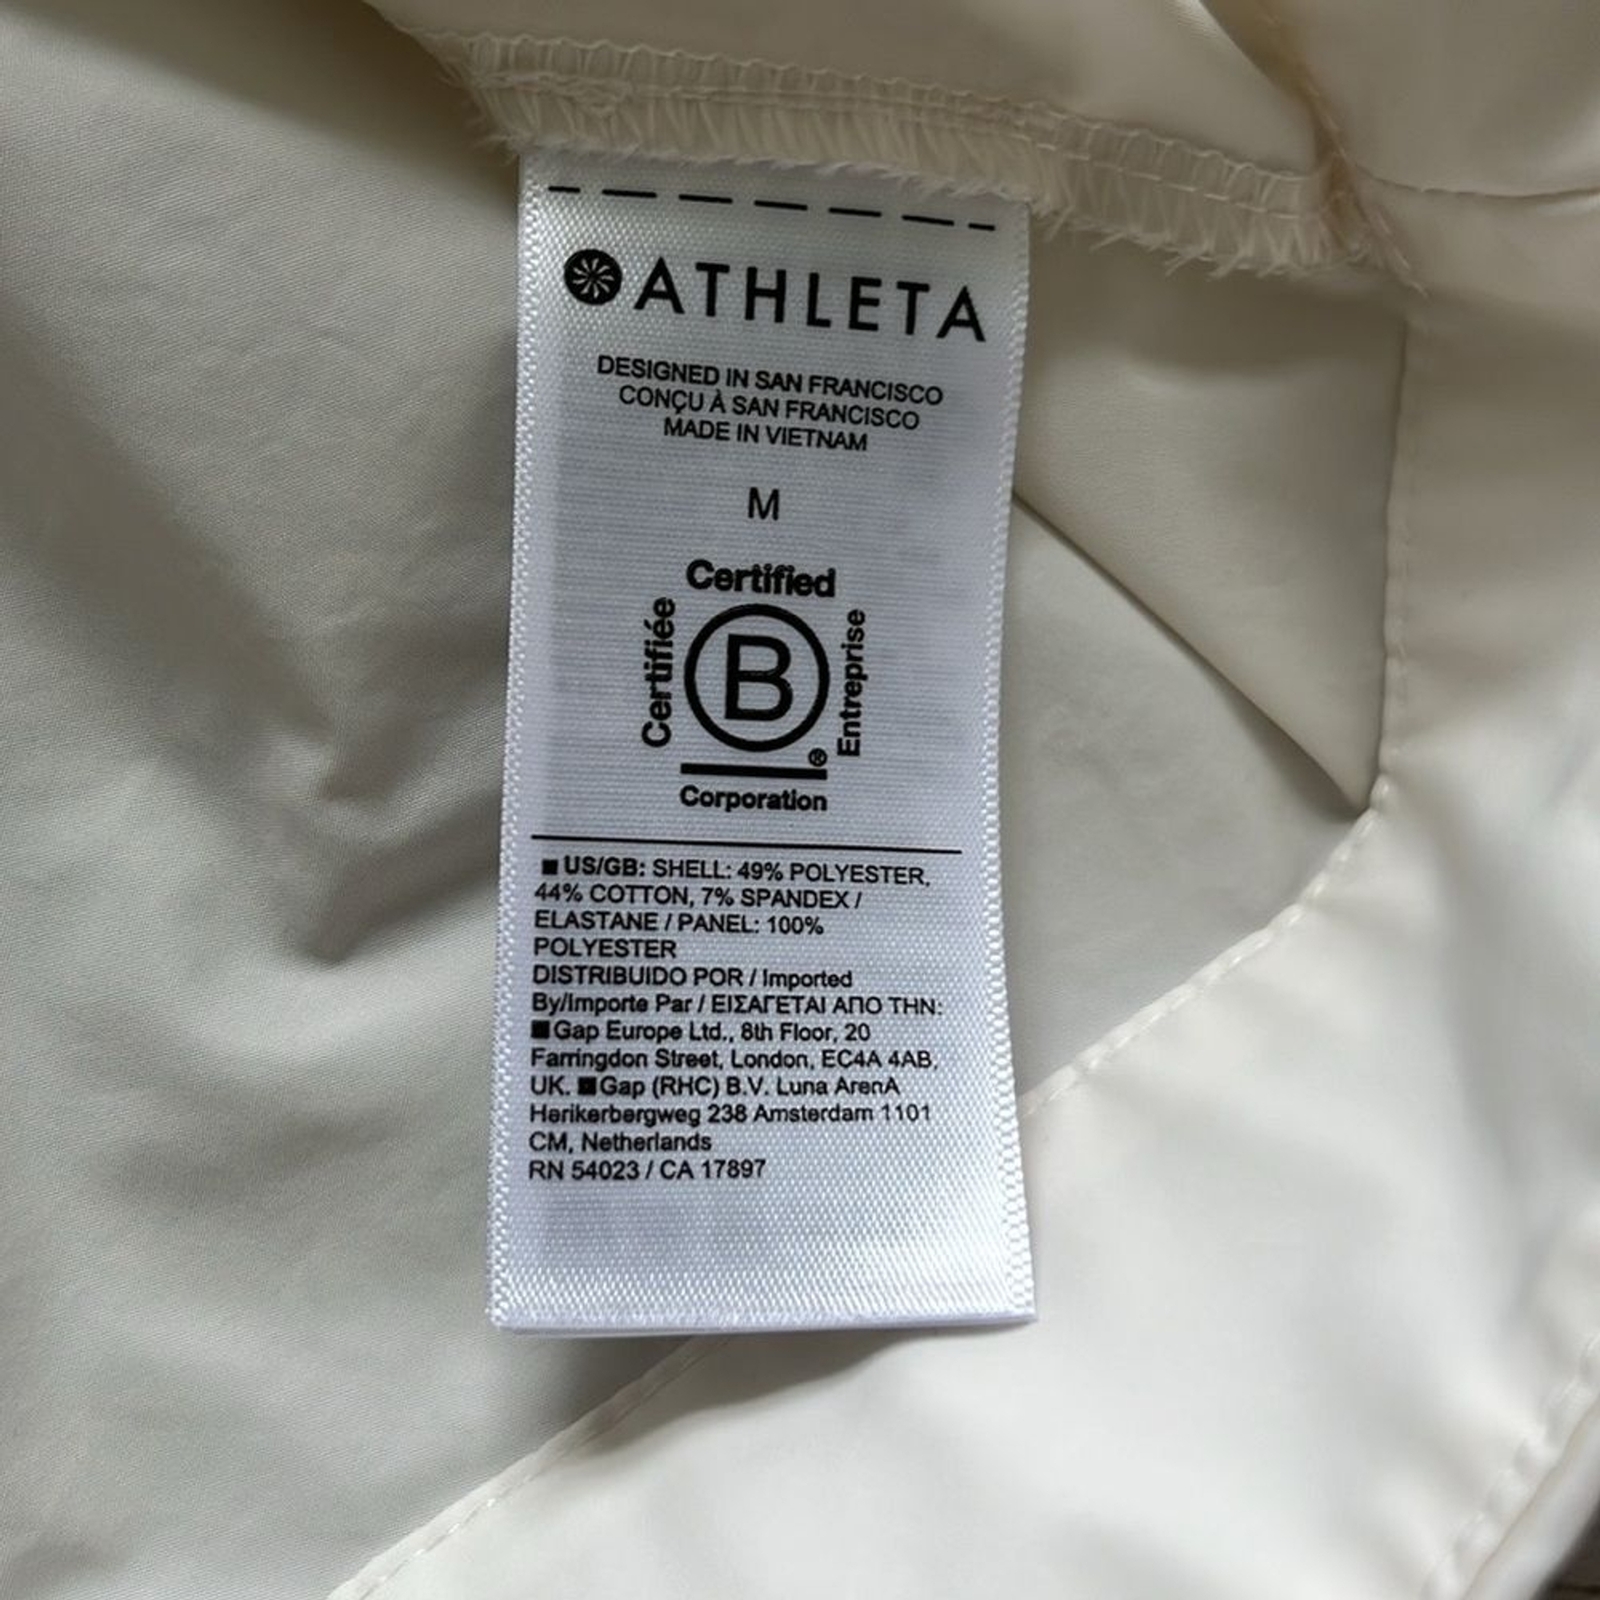 ATHLETA
DESIGNED IN SAN FRANCISCO
CONÇU À SAN FRANCISCO
MADE IN VIETNAM
M
Certified
Certifiée
B
Entreprise
®
Corporation
■ US/GB: SHELL: 49% POLYESTER,
44% COTTON, 7% SPANDEX /
ELASTANE / PANEL: 100%
POLYESTER
DISTRIBUIDO POR / Imported
By/Importe Par / ΕΙΣΑΓΕΤΑΙ ΑΠΟ ΤΗΝ:
■ Gap Europe Ltd., 8th Floor, 20
Farringdon Street, London, EC4A 4AB,
UK. ■ Gap (RHC) B.V. Luna ArenA
Herikerbergweg 238 Amsterdam 1101
CM, Netherlands
RN 54023 / CA 17897